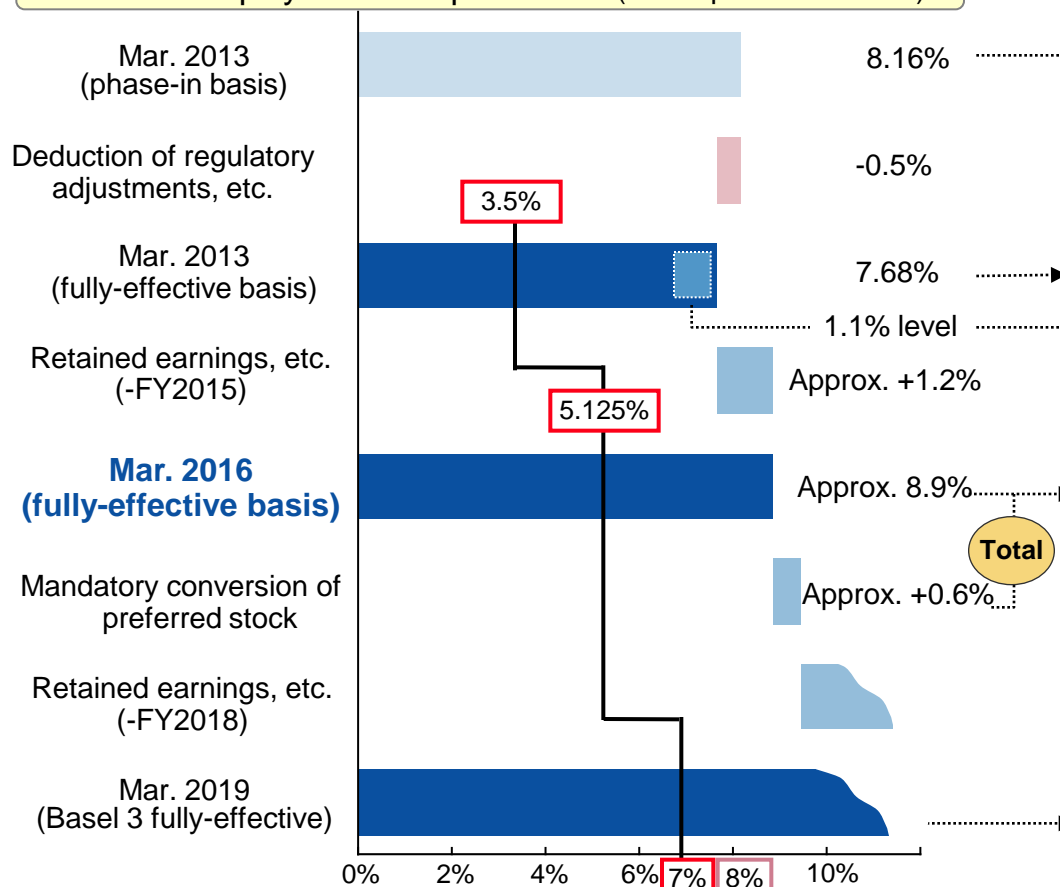 Mar. 2013
(phase-in basis)
8.16%
Deduction of regulatory
adjustments, etc.
-0.5%
3.5%
Mar. 2013
(fully-effective basis)
7.68%
1.1% level
Retained earnings, etc.
(-FY2015)
Approx. +1.2%
5.125%
Mar. 2016
(fully-effective basis)
Approx. 8.9%
Total
Mandatory conversion of
preferred stock
Approx. +0.6%
Retained earnings, etc.
(-FY2018)
Mar. 2019
(Basel 3 fully-effective)
0% 2% 4% 6% 7% 8% 10%